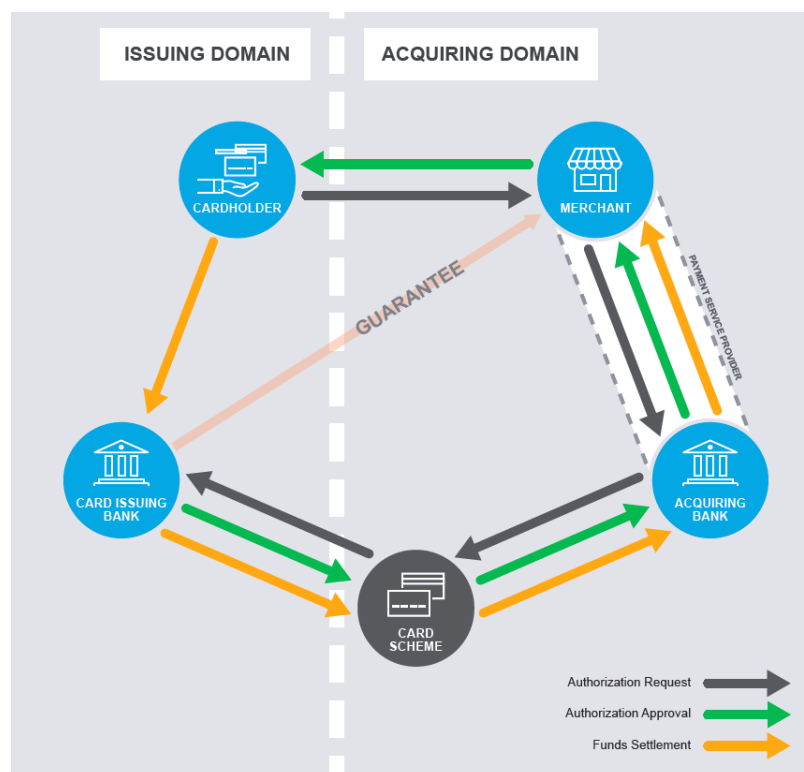 ISSUING DOMAIN
ACQUIRING DOMAIN
CARDHOLDER
MERCHANT
GUARANTEE
PAYMENT SERVICE PROVIDER
CARD ISSUING
BANK
ACQUIRING
BANK
CARD
SCHEME
Authorization Request
Authorization Approval
Funds Settlement